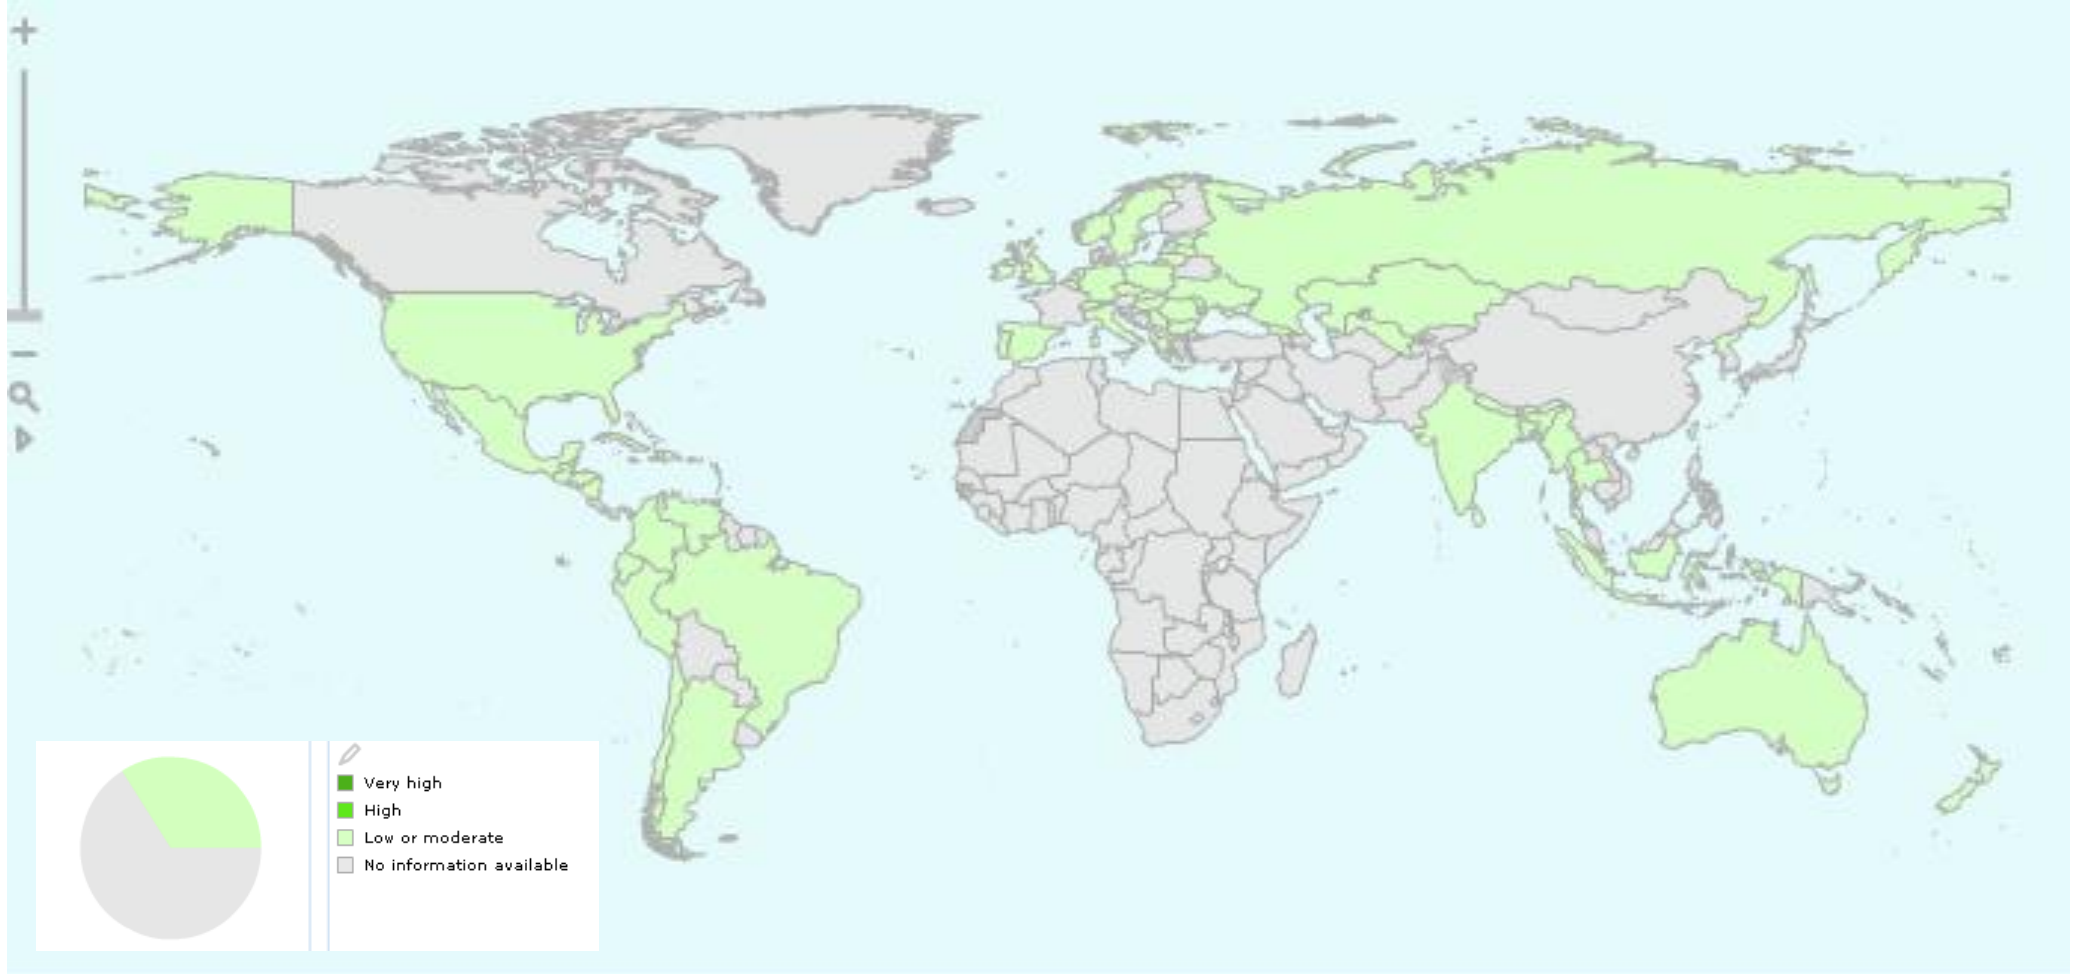 Very high
High
Low or moderate
No information available